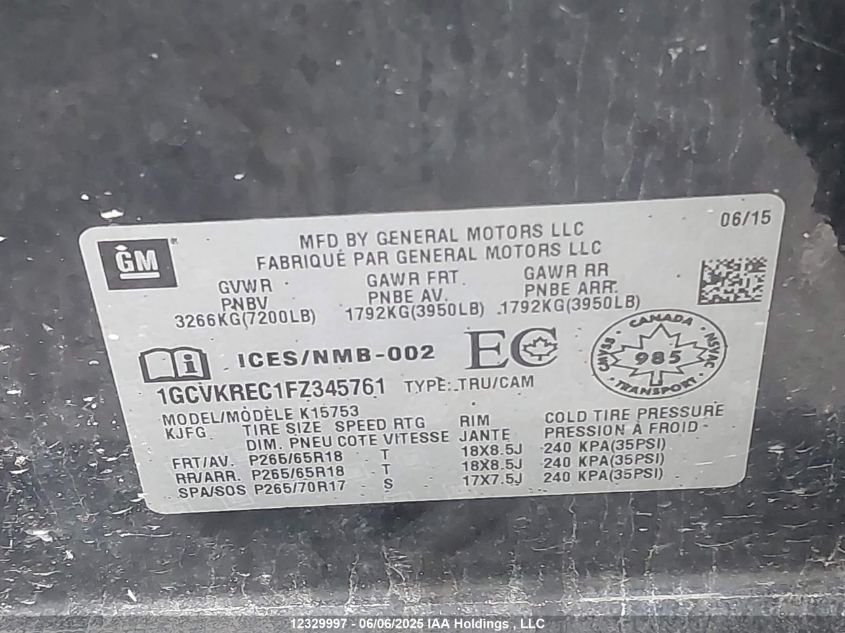 GM
MFD BY GENERAL MOTORS LLC
FABRIQUÉ PAR GENERAL MOTORS LLC
06/15
GVWR GAWR FRT GAWR RR
PNBV PNBE AV. PNBE ARR.
3266KG(7200LB) 1792KG(3950LB) 1792KG(3950LB)
i ICES/NMB-002 EC
CANADA
985
TRANSPORT
1GCVKREC1FZ345761 TYPE: TRU/CAM
MODEL/MODÈLE K15753
KJFG TIRE SIZE SPEED RTG RIM COLD TIRE PRESSURE
DIM. PNEU COTE VITESSE JANTE PRESSION À FROID
FRT/AV. P265/65R18 T 18X8.5J 240 KPA(35PSI)
RR/ARR. P265/65R18 T 18X8.5J 240 KPA(35PSI)
SPA/SOS P265/70R17 S 17X7.5J 240 KPA(35PSI)
12329997 - 06/06/2025 IAA Holdings , LLC